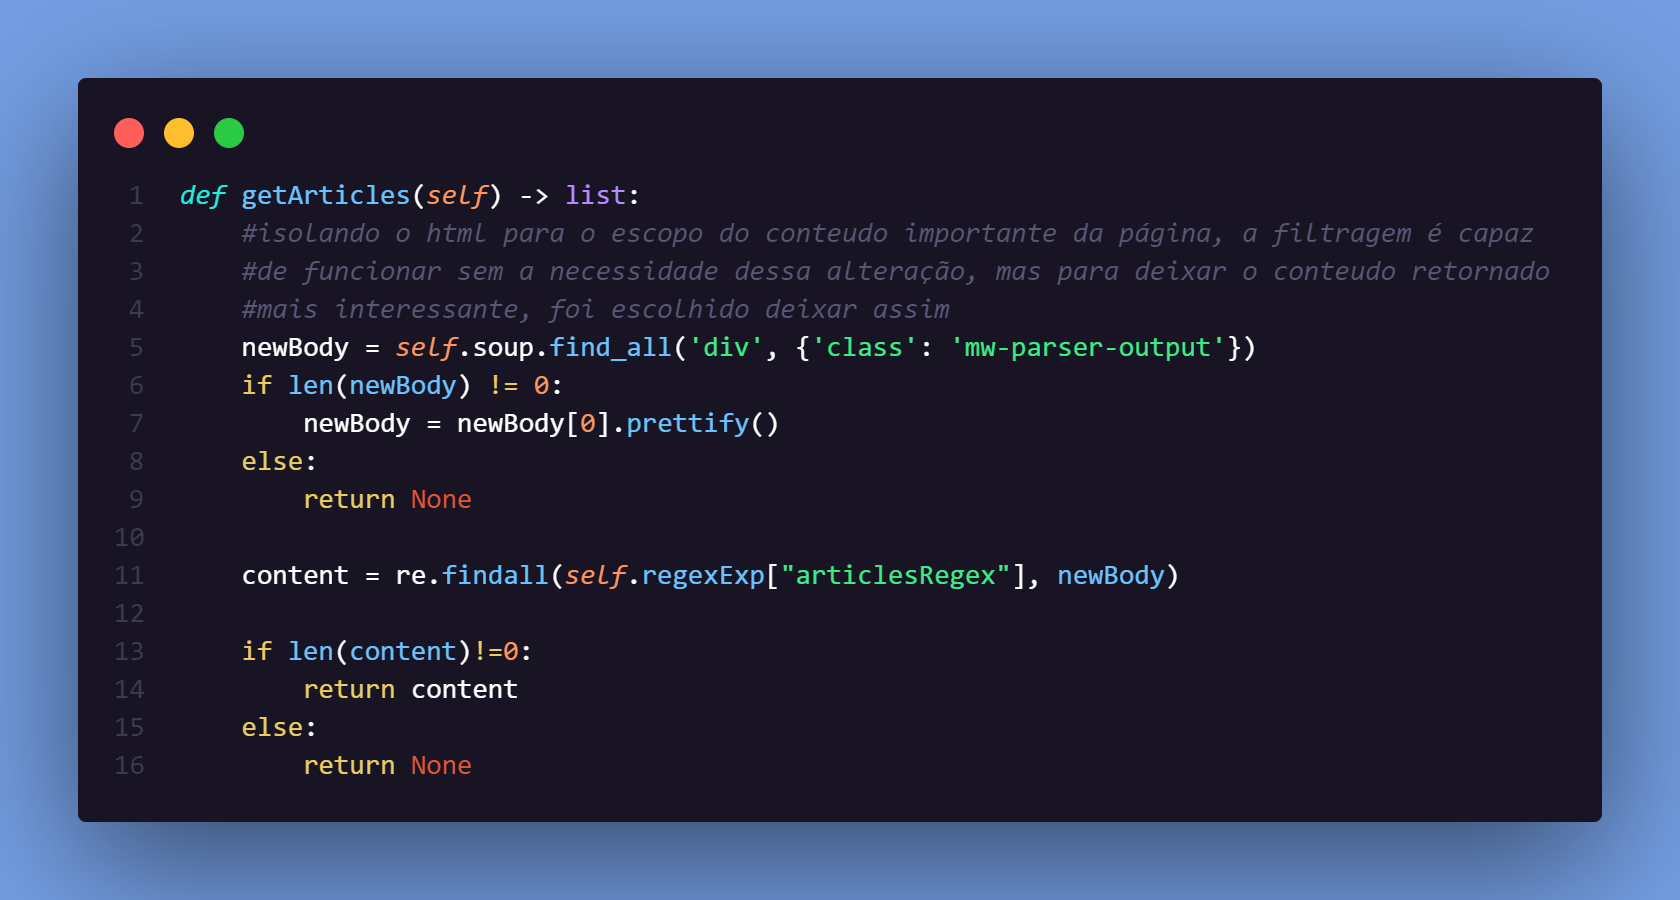 1 def getArticles(self) -> list:
2 #isolando o html para o escopo do conteudo importante da página, a filtragem é capaz
3 #de funcionar sem a necessidade dessa alteração, mas para deixar o conteudo retornado
4 #mais interessante, foi escolhido deixar assim
5 newBody = self.soup.find_all('div', {'class': 'mw-parser-output'})
6 if len(newBody) != 0:
7 newBody = newBody[0].prettify()
8 else:
9 return None
10
11 content = re.findall(self.regexExp["articlesRegex"], newBody)
12
13 if len(content)!=0:
14 return content
15 else:
16 return None